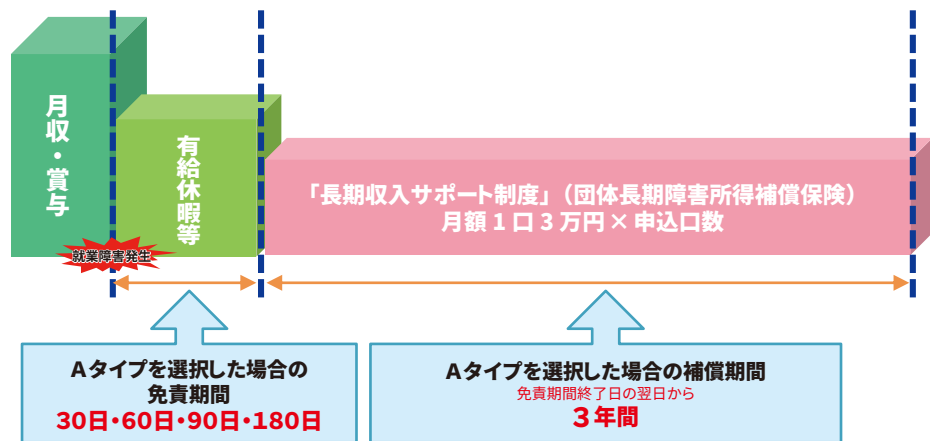 月収・賞与
有給休暇等
「長期収入サポート制度」（団体長期障害所得補償保険）
月額１口３万円×申込口数
就業障害発生
Aタイプを選択した場合の
免責期間
30日・60日・90日・180日
Aタイプを選択した場合の補償期間
免責期間終了日の翌日から
３年間